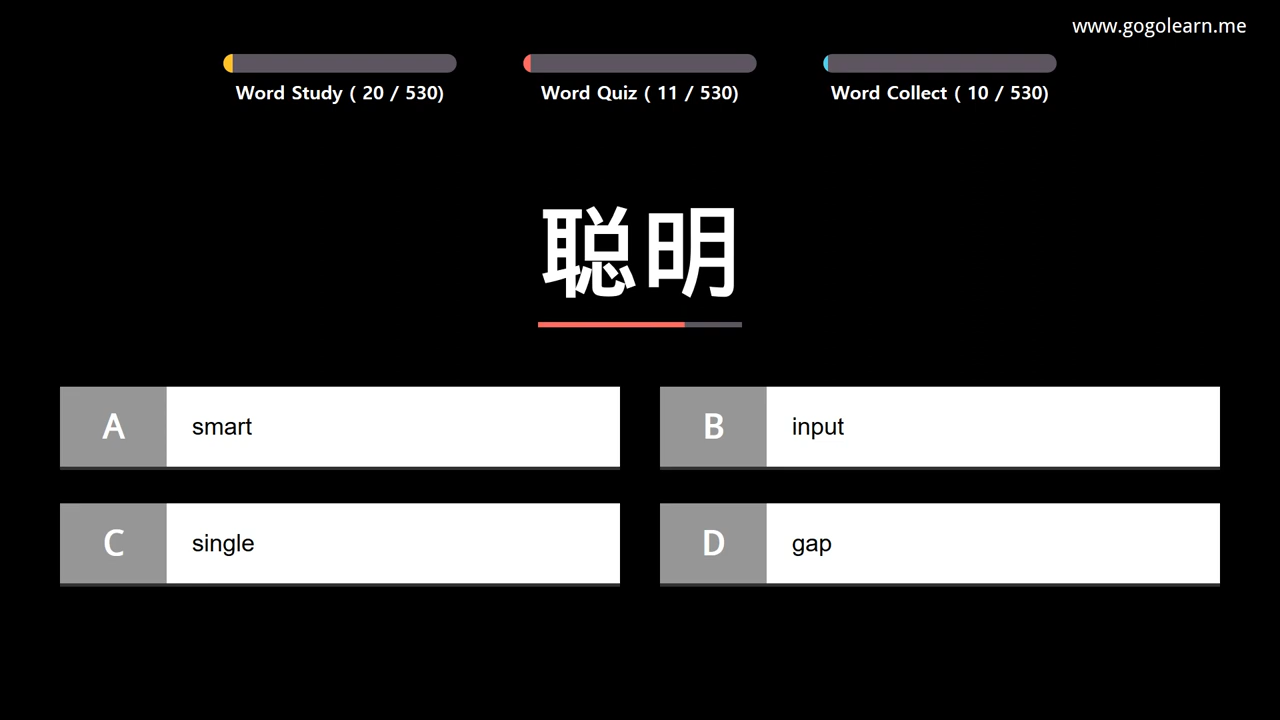 www.gogolearn.me
Word Study ( 20 / 530)
Word Quiz ( 11 / 530)
Word Collect ( 10 / 530)
聪明
A smart
B input
C single
D gap